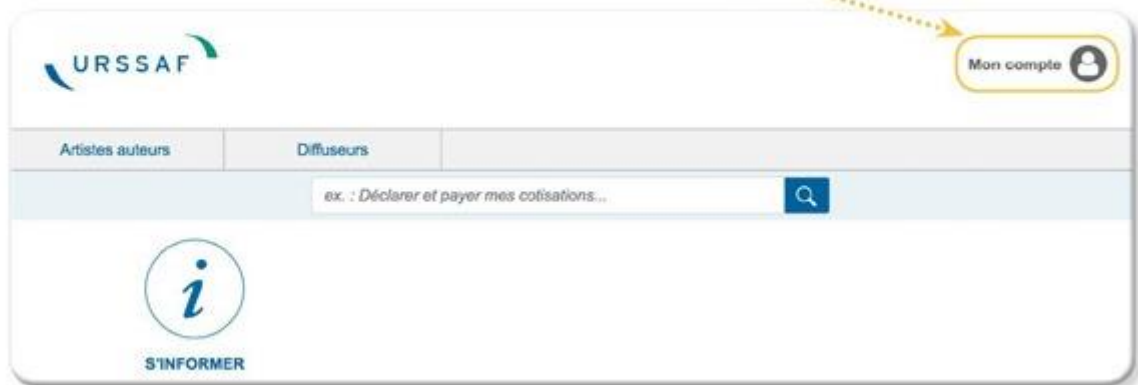 URSSAF
Mon compte
Artistes auteurs
Diffuseurs
ex. : Déclarer et payer mes cotisations...
i
S'INFORMER